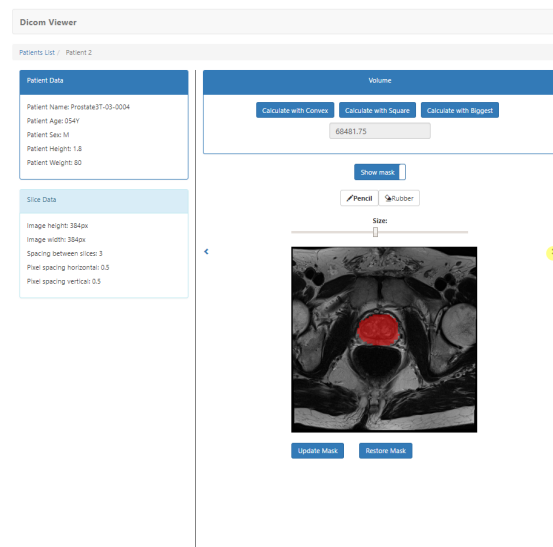 Dicom Viewer
Patients List / Patient 2
Patient Data
Patient Name: Prostate3T-03-0004
Patient Age: 054Y
Patient Sex: M
Patient Height: 1.8
Patient Weight: 80
Slice Data
Image height: 384px
Image width: 384px
Spacing between slices: 3
Pixel spacing horizontal: 0.5
Pixel spacing vertical: 0.5
Volume
Calculate with Convex Calculate with Square Calculate with Biggest
68481.75
Show mask
Pencil Rubber
Size:
Update Mask Restore Mask